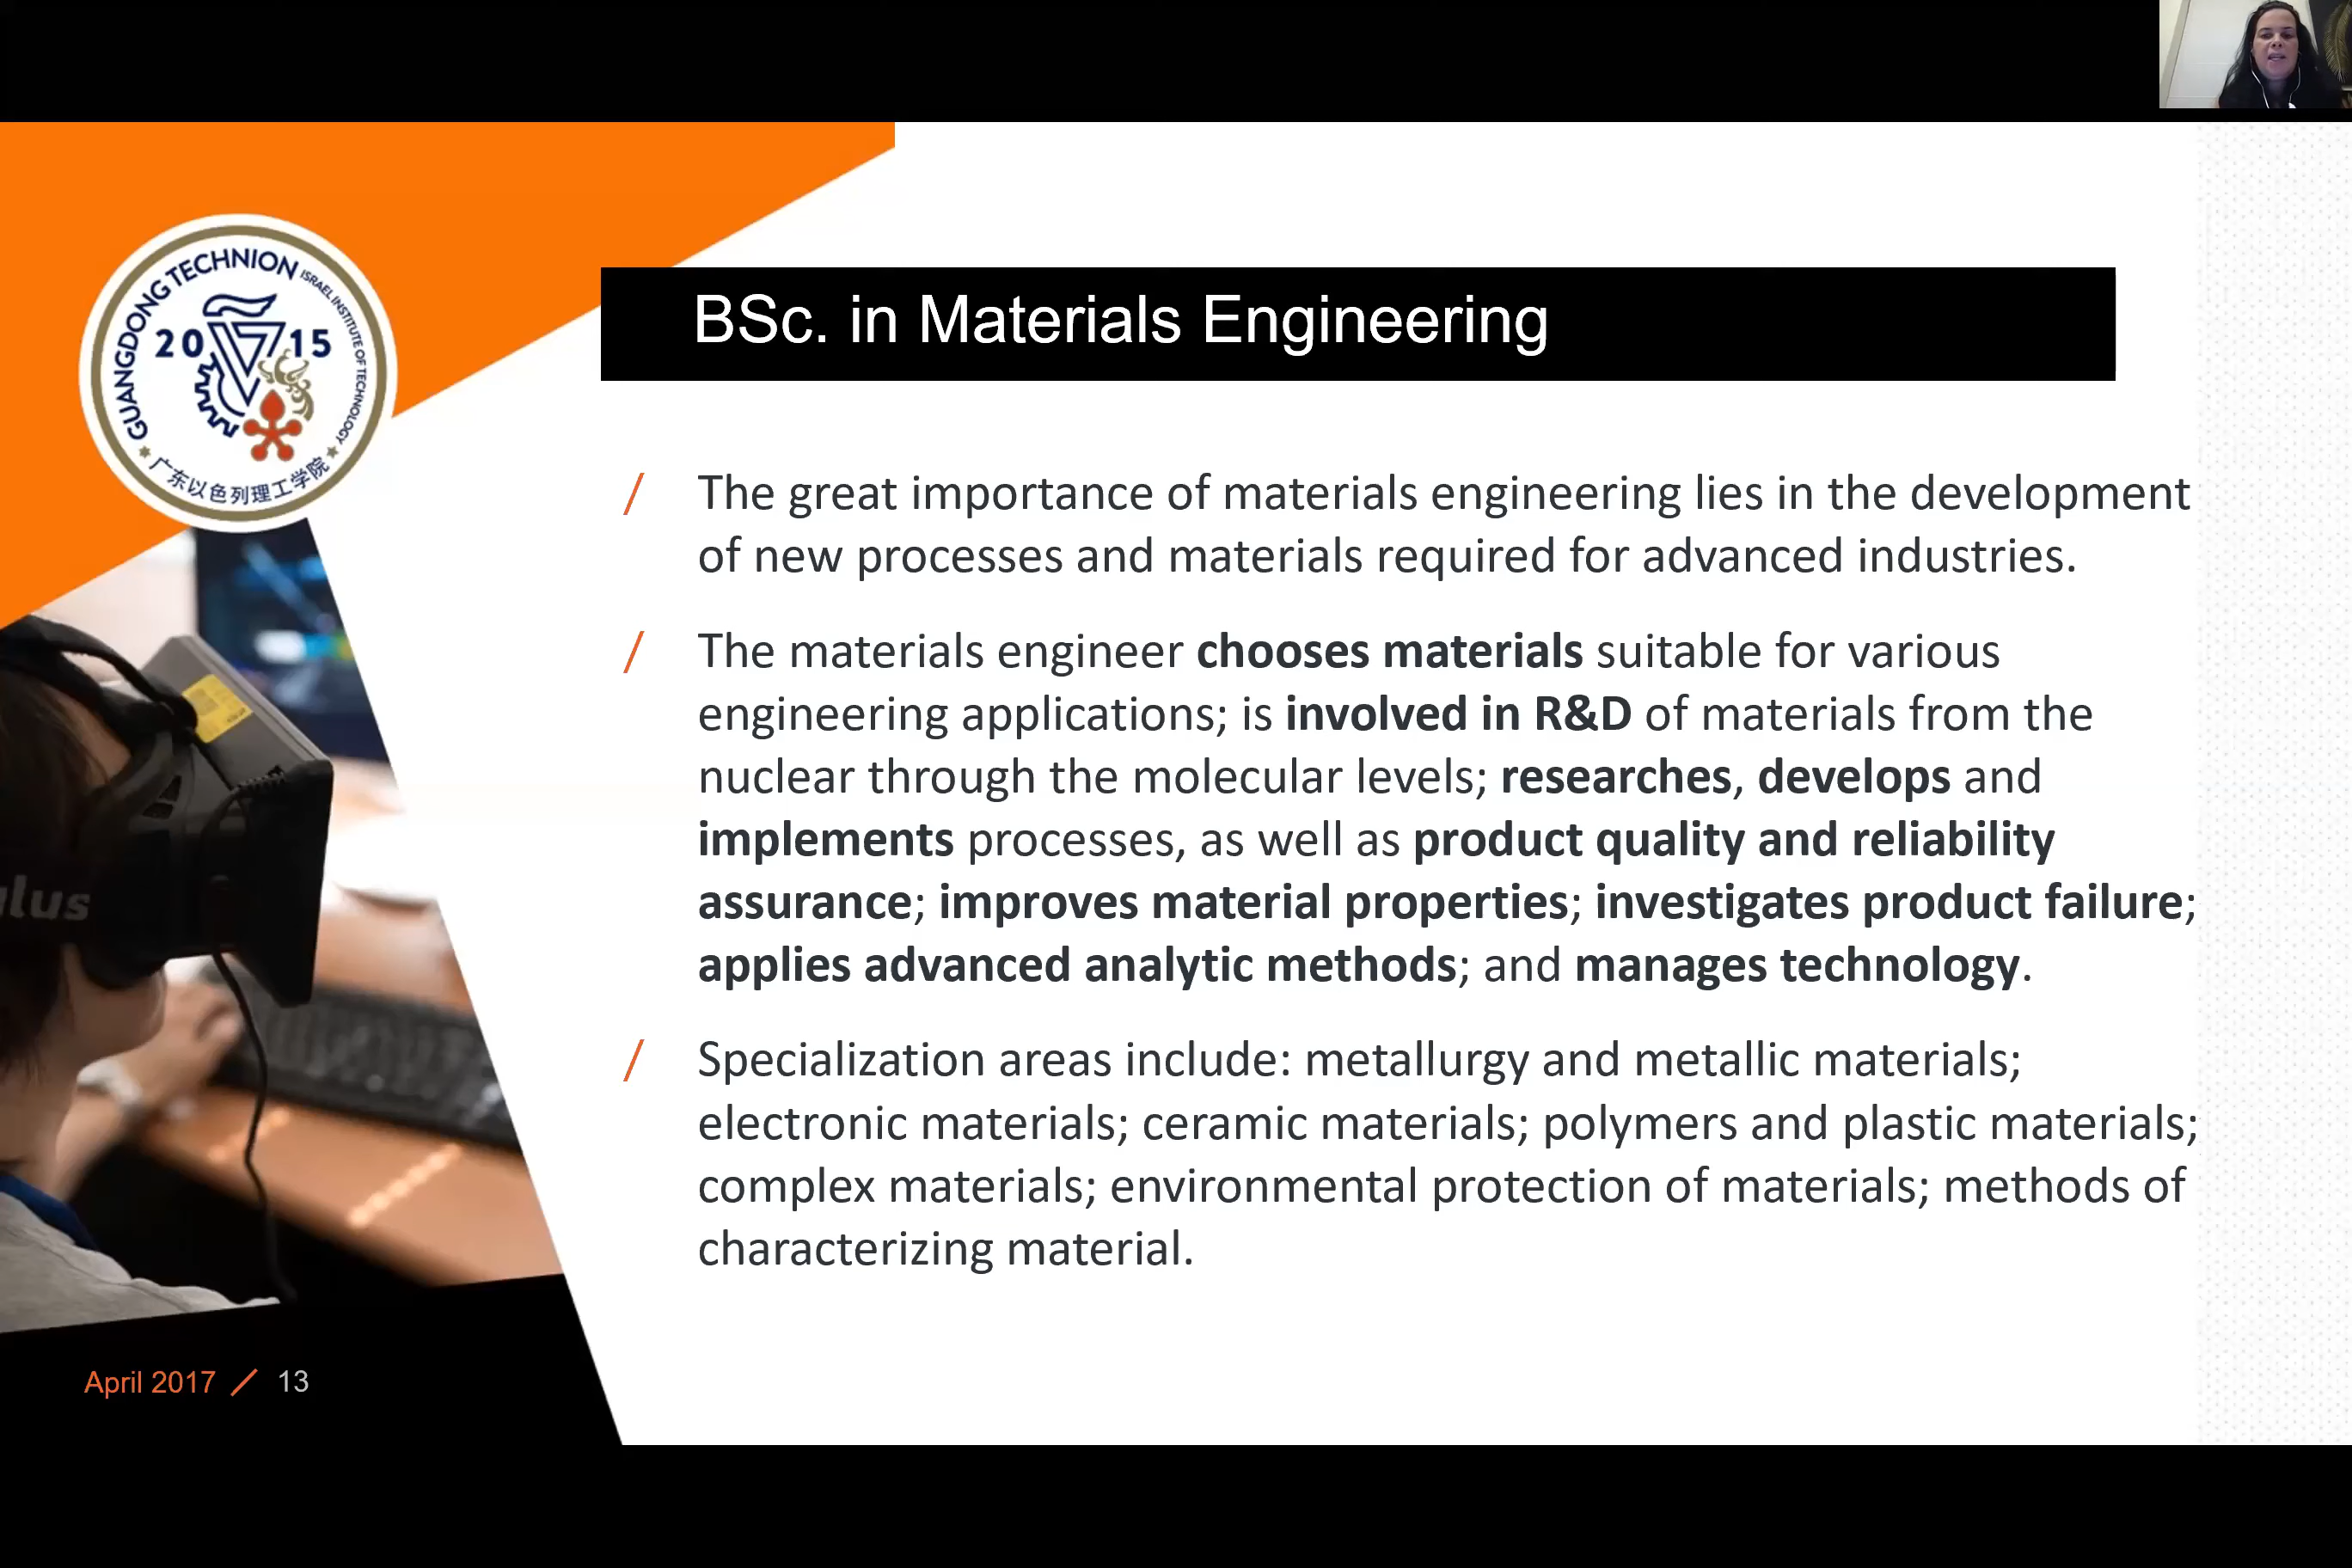 GUANGDONG TECHNION ISRAEL INSTITUTE OF TECHNOLOGY
20 15
广东以色列理工学院
BSc. in Materials Engineering
/ The great importance of materials engineering lies in the development
of new processes and materials required for advanced industries.
/ The materials engineer chooses materials suitable for various
engineering applications; is involved in R&D of materials from the
nuclear through the molecular levels; researches, develops and
implements processes, as well as product quality and reliability
assurance; improves material properties; investigates product failure;
applies advanced analytic methods; and manages technology.
/ Specialization areas include: metallurgy and metallic materials;
electronic materials; ceramic materials; polymers and plastic materials;
complex materials; environmental protection of materials; methods of
characterizing material.
lus
April 2017 / 13